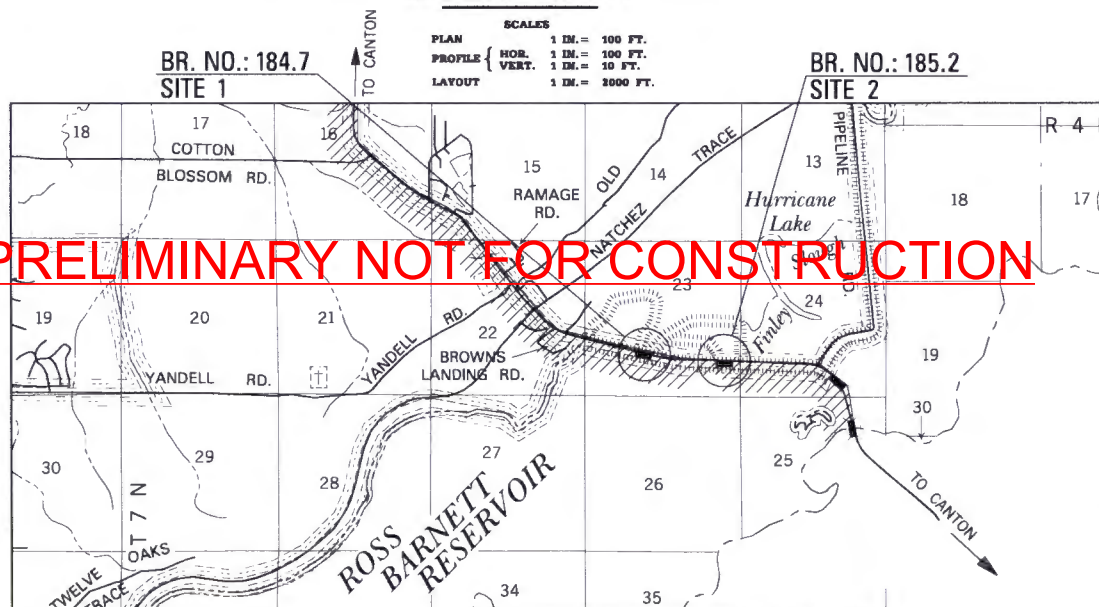 SCALES
PLAN 1 IN.= 100 FT.
PROFILE { HOR. 1 IN.= 100 FT.
VERT. 1 IN.= 10 FT.
LAYOUT 1 IN.= 2000 FT.
BR. NO.: 184.7
SITE 1
TO CANTON
BR. NO.: 185.2
SITE 2
18
17
16
COTTON
BLOSSOM RD.
15
RAMAGE
RD.
OLD
NATCHEZ TRACE
14
13
PIPELINE RD.
R 4
18
17
Hurricane
Lake
Finley Slough
PRELIMINARY NOT FOR CONSTRUCTION
19
20
21
22
23
24
19
YANDELL RD.
YANDELL RD.
BROWNS
LANDING RD.
30
29
28
27
26
25
30
T 7 N
ROSS
BARNETT
RESERVOIR
TO CANTON
TWELVE OAKS
TRACE
34
35